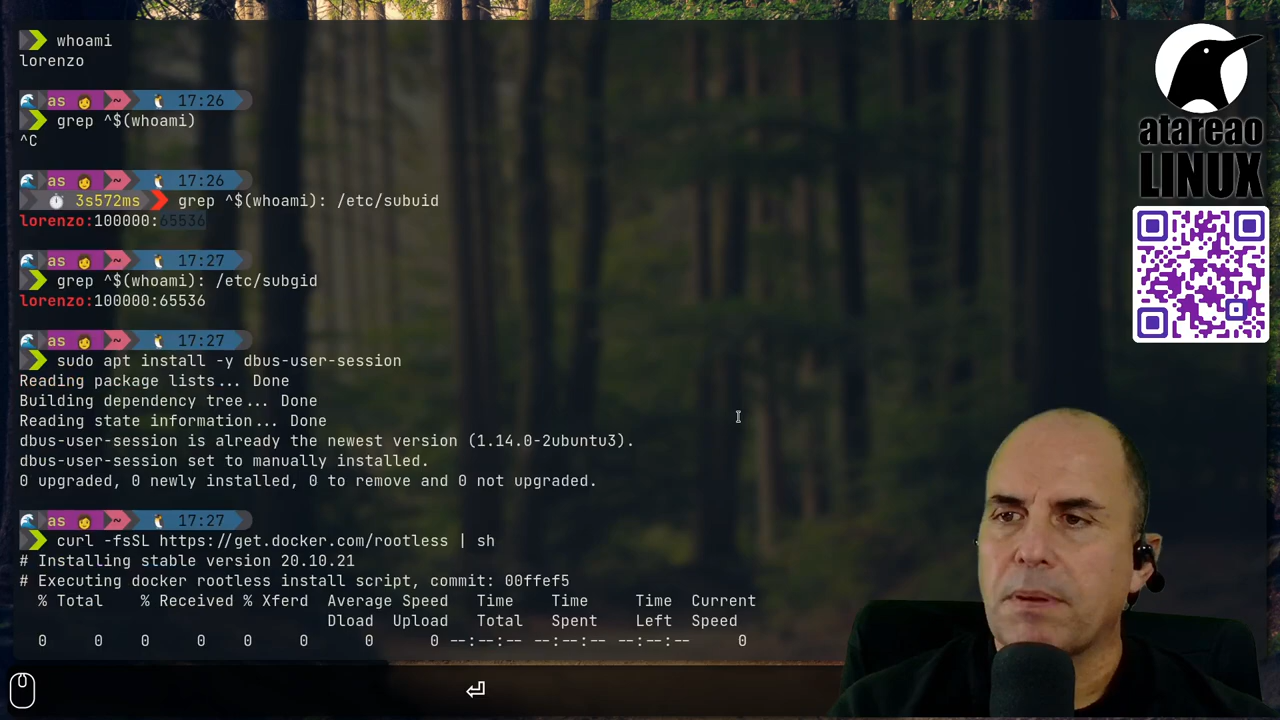 whoami
lorenzo
as ~ 17:26
grep ^$(whoami)
^C
as ~ 17:26
3s572ms grep ^$(whoami): /etc/subuid
lorenzo:100000:65536
as ~ 17:27
grep ^$(whoami): /etc/subgid
lorenzo:100000:65536
as ~ 17:27
sudo apt install -y dbus-user-session
Reading package lists... Done
Building dependency tree... Done
Reading state information... Done
dbus-user-session is already the newest version (1.14.0-2ubuntu3).
dbus-user-session set to manually installed.
0 upgraded, 0 newly installed, 0 to remove and 0 not upgraded.
as ~ 17:27
curl -fsSL https://get.docker.com/rootless | sh
# Installing stable version 20.10.21
# Executing docker rootless install script, commit: 00ffef5
% Total % Received % Xferd Average Speed Time Time Time Current
Dload Upload Total Spent Left Speed
0 0 0 0 0 0 0 0 --:--:-- --:--:-- --:--:-- 0
atareao
LINUX